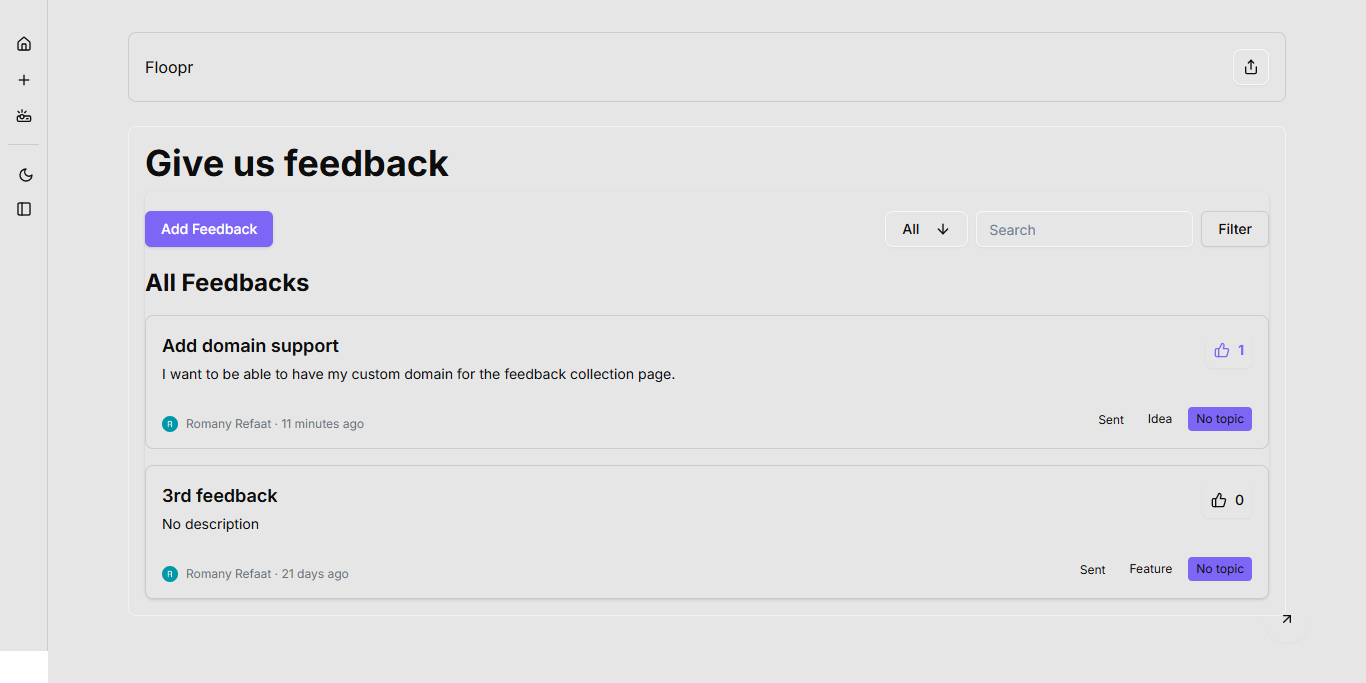 Floopr
Give us feedback
Add Feedback
All
Search
Filter
All Feedbacks
Add domain support
1
I want to be able to have my custom domain for the feedback collection page.
R Romany Refaat · 11 minutes ago
Sent
Idea
No topic
3rd feedback
0
No description
R Romany Refaat · 21 days ago
Sent
Feature
No topic